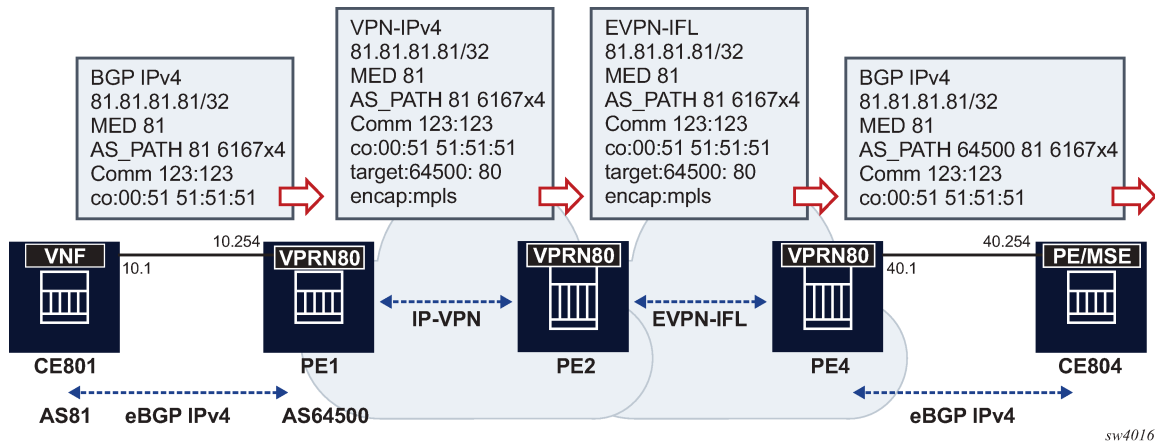 BGP IPv4
81.81.81.81/32
MED 81
AS_PATH 81 6167x4
Comm 123:123
co:00:51 51:51:51
VPN-IPv4
81.81.81.81/32
MED 81
AS_PATH 81 6167x4
Comm 123:123
co:00:51 51:51:51
target:64500: 80
encap:mpls
EVPN-IFL
81.81.81.81/32
MED 81
AS_PATH 81 6167x4
Comm 123:123
co:00:51 51:51:51
target:64500: 80
encap:mpls
BGP IPv4
81.81.81.81/32
MED 81
AS_PATH 64500 81 6167x4
Comm 123:123
co:00:51 51:51:51
VNF
10.1
10.254
VPRN80
VPRN80
VPRN80
40.1
40.254
PE/MSE
IP-VPN
EVPN-IFL
CE801
PE1
PE2
PE4
CE804
AS81
eBGP IPv4
AS64500
eBGP IPv4
sw4016